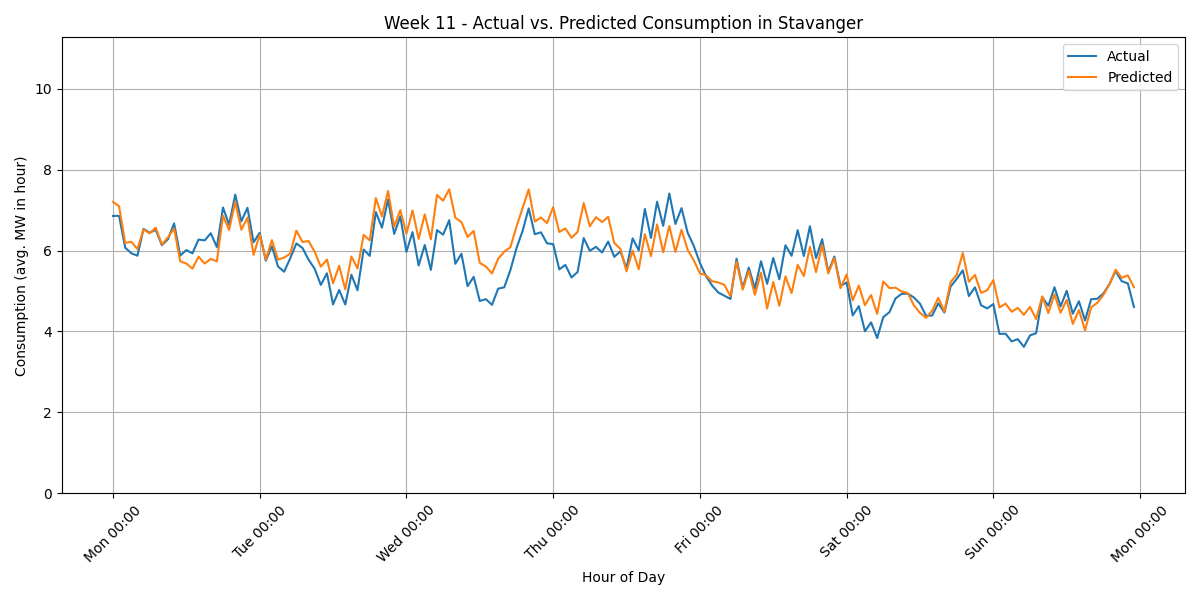 Week 11 - Actual vs. Predicted Consumption in Stavanger
Actual
Predicted
Consumption (avg. MW in hour)
10
8
6
4
2
0
Mon 00:00
Tue 00:00
Wed 00:00
Thu 00:00
Fri 00:00
Sat 00:00
Sun 00:00
Mon 00:00
Hour of Day